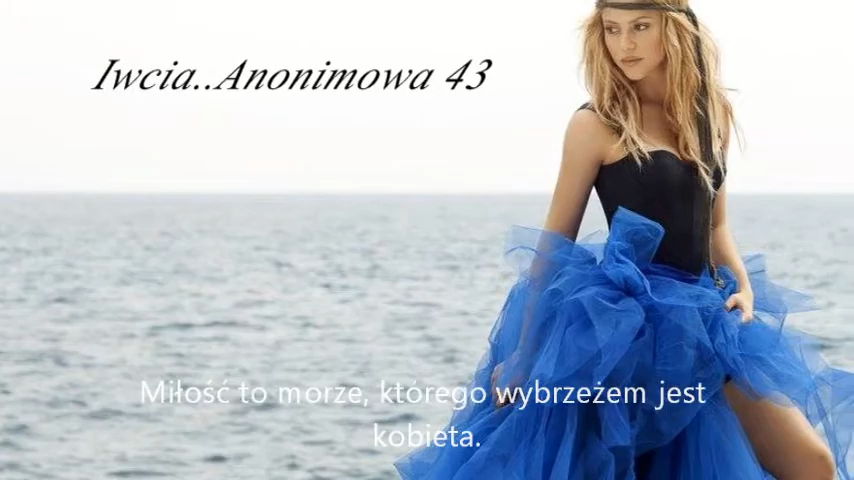 Iwcia..Anonimowa 43
Miłość to morze, którego wybrzeżem jest
kobieta.